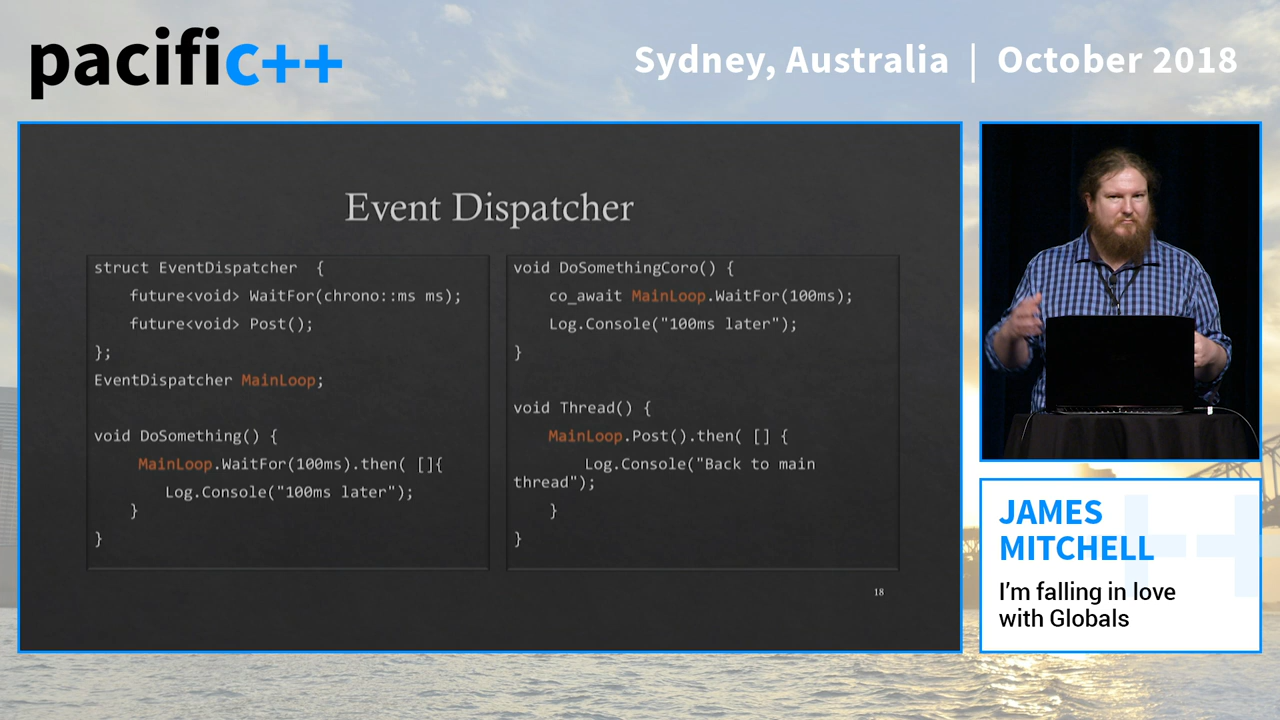 pacific++
Sydney, Australia | October 2018
Event Dispatcher
struct EventDispatcher {
future<void> WaitFor(chrono::ms ms);
future<void> Post();
};
EventDispatcher MainLoop;
void DoSomething() {
MainLoop.WaitFor(100ms).then( []{
Log.Console("100ms later");
}
}
void DoSomethingCoro() {
co_await MainLoop.WaitFor(100ms);
Log.Console("100ms later");
}
void Thread() {
MainLoop.Post().then( [] {
Log.Console("Back to main
thread");
}
}
18
JAMES
MITCHELL
I'm falling in love
with Globals